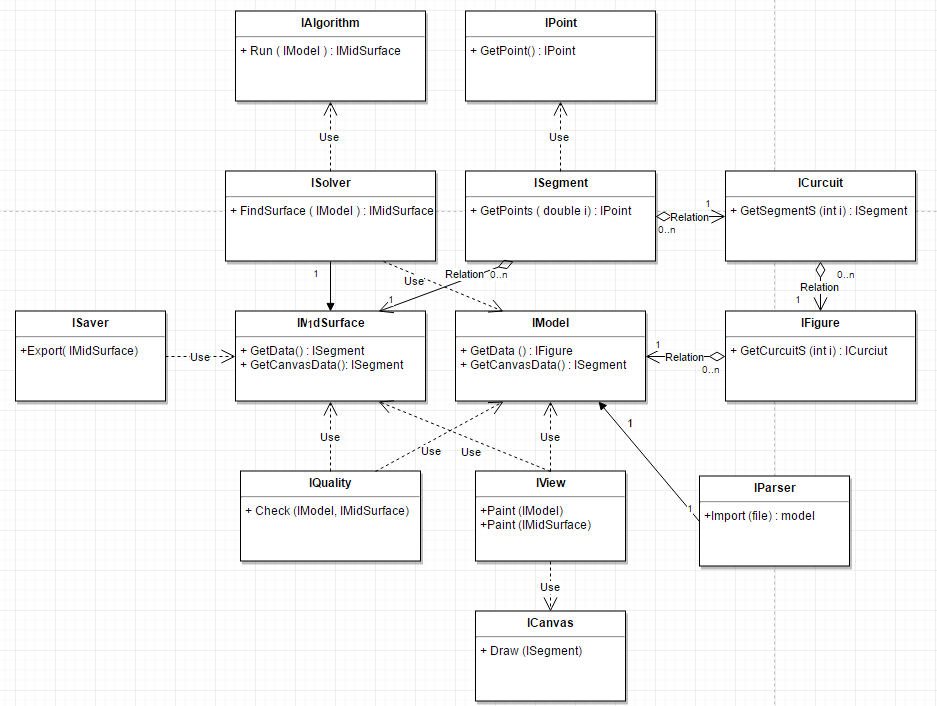 IAlgorithm
+ Run ( IModel ) : IMidSurface
IPoint
+ GetPoint() : IPoint
Use
Use
ISolver
+ FindSurface ( IModel ) : IMidSurface
ISegment
+ GetPoints ( double i) : IPoint
ICurcuit
+ GetSegmentS (int i) : ISegment
1
Relation
0..n
1
Use
Relation
0..n
1
0..n
Relation
1
ISaver
+Export( IMidSurface)
Use
IMidSurface
+ GetData() : ISegment
+ GetCanvasData(): ISegment
IModel
+ GetData () : IFigure
+ GetCanvasData() : ISegment
1
Relation
0..n
IFigure
+ GetCurcuitS (int i) : ICurciut
Use
Use
Use
Use
1
1
IQuality
+ Check (IModel, IMidSurface)
IView
+Paint (IModel)
+Paint (IMidSurface)
IParser
+Import (file) : model
Use
ICanvas
+ Draw (ISegment)